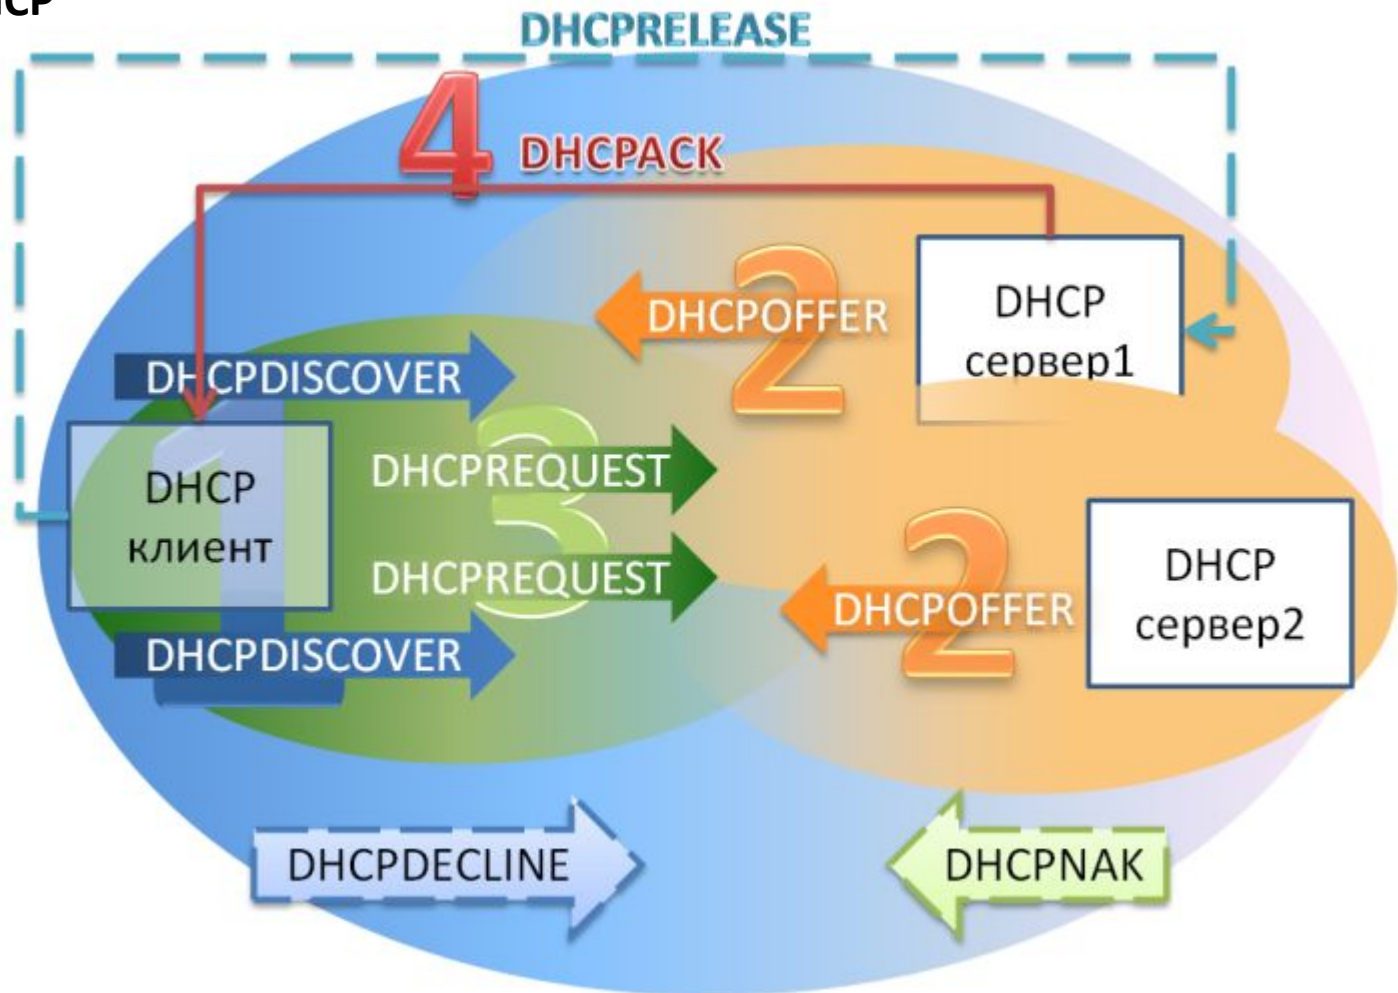 DHCPRELEASE
4 DHCPACK
DHCPOFFER
2
DHCP
сервер1
DHCPDISCOVER
1
DHCPREQUEST
3
DHCP
клиент
DHCPREQUEST
DHCPOFFER
2
DHCP
сервер2
DHCPDISCOVER
DHCPDECLINE
DHCPNAK